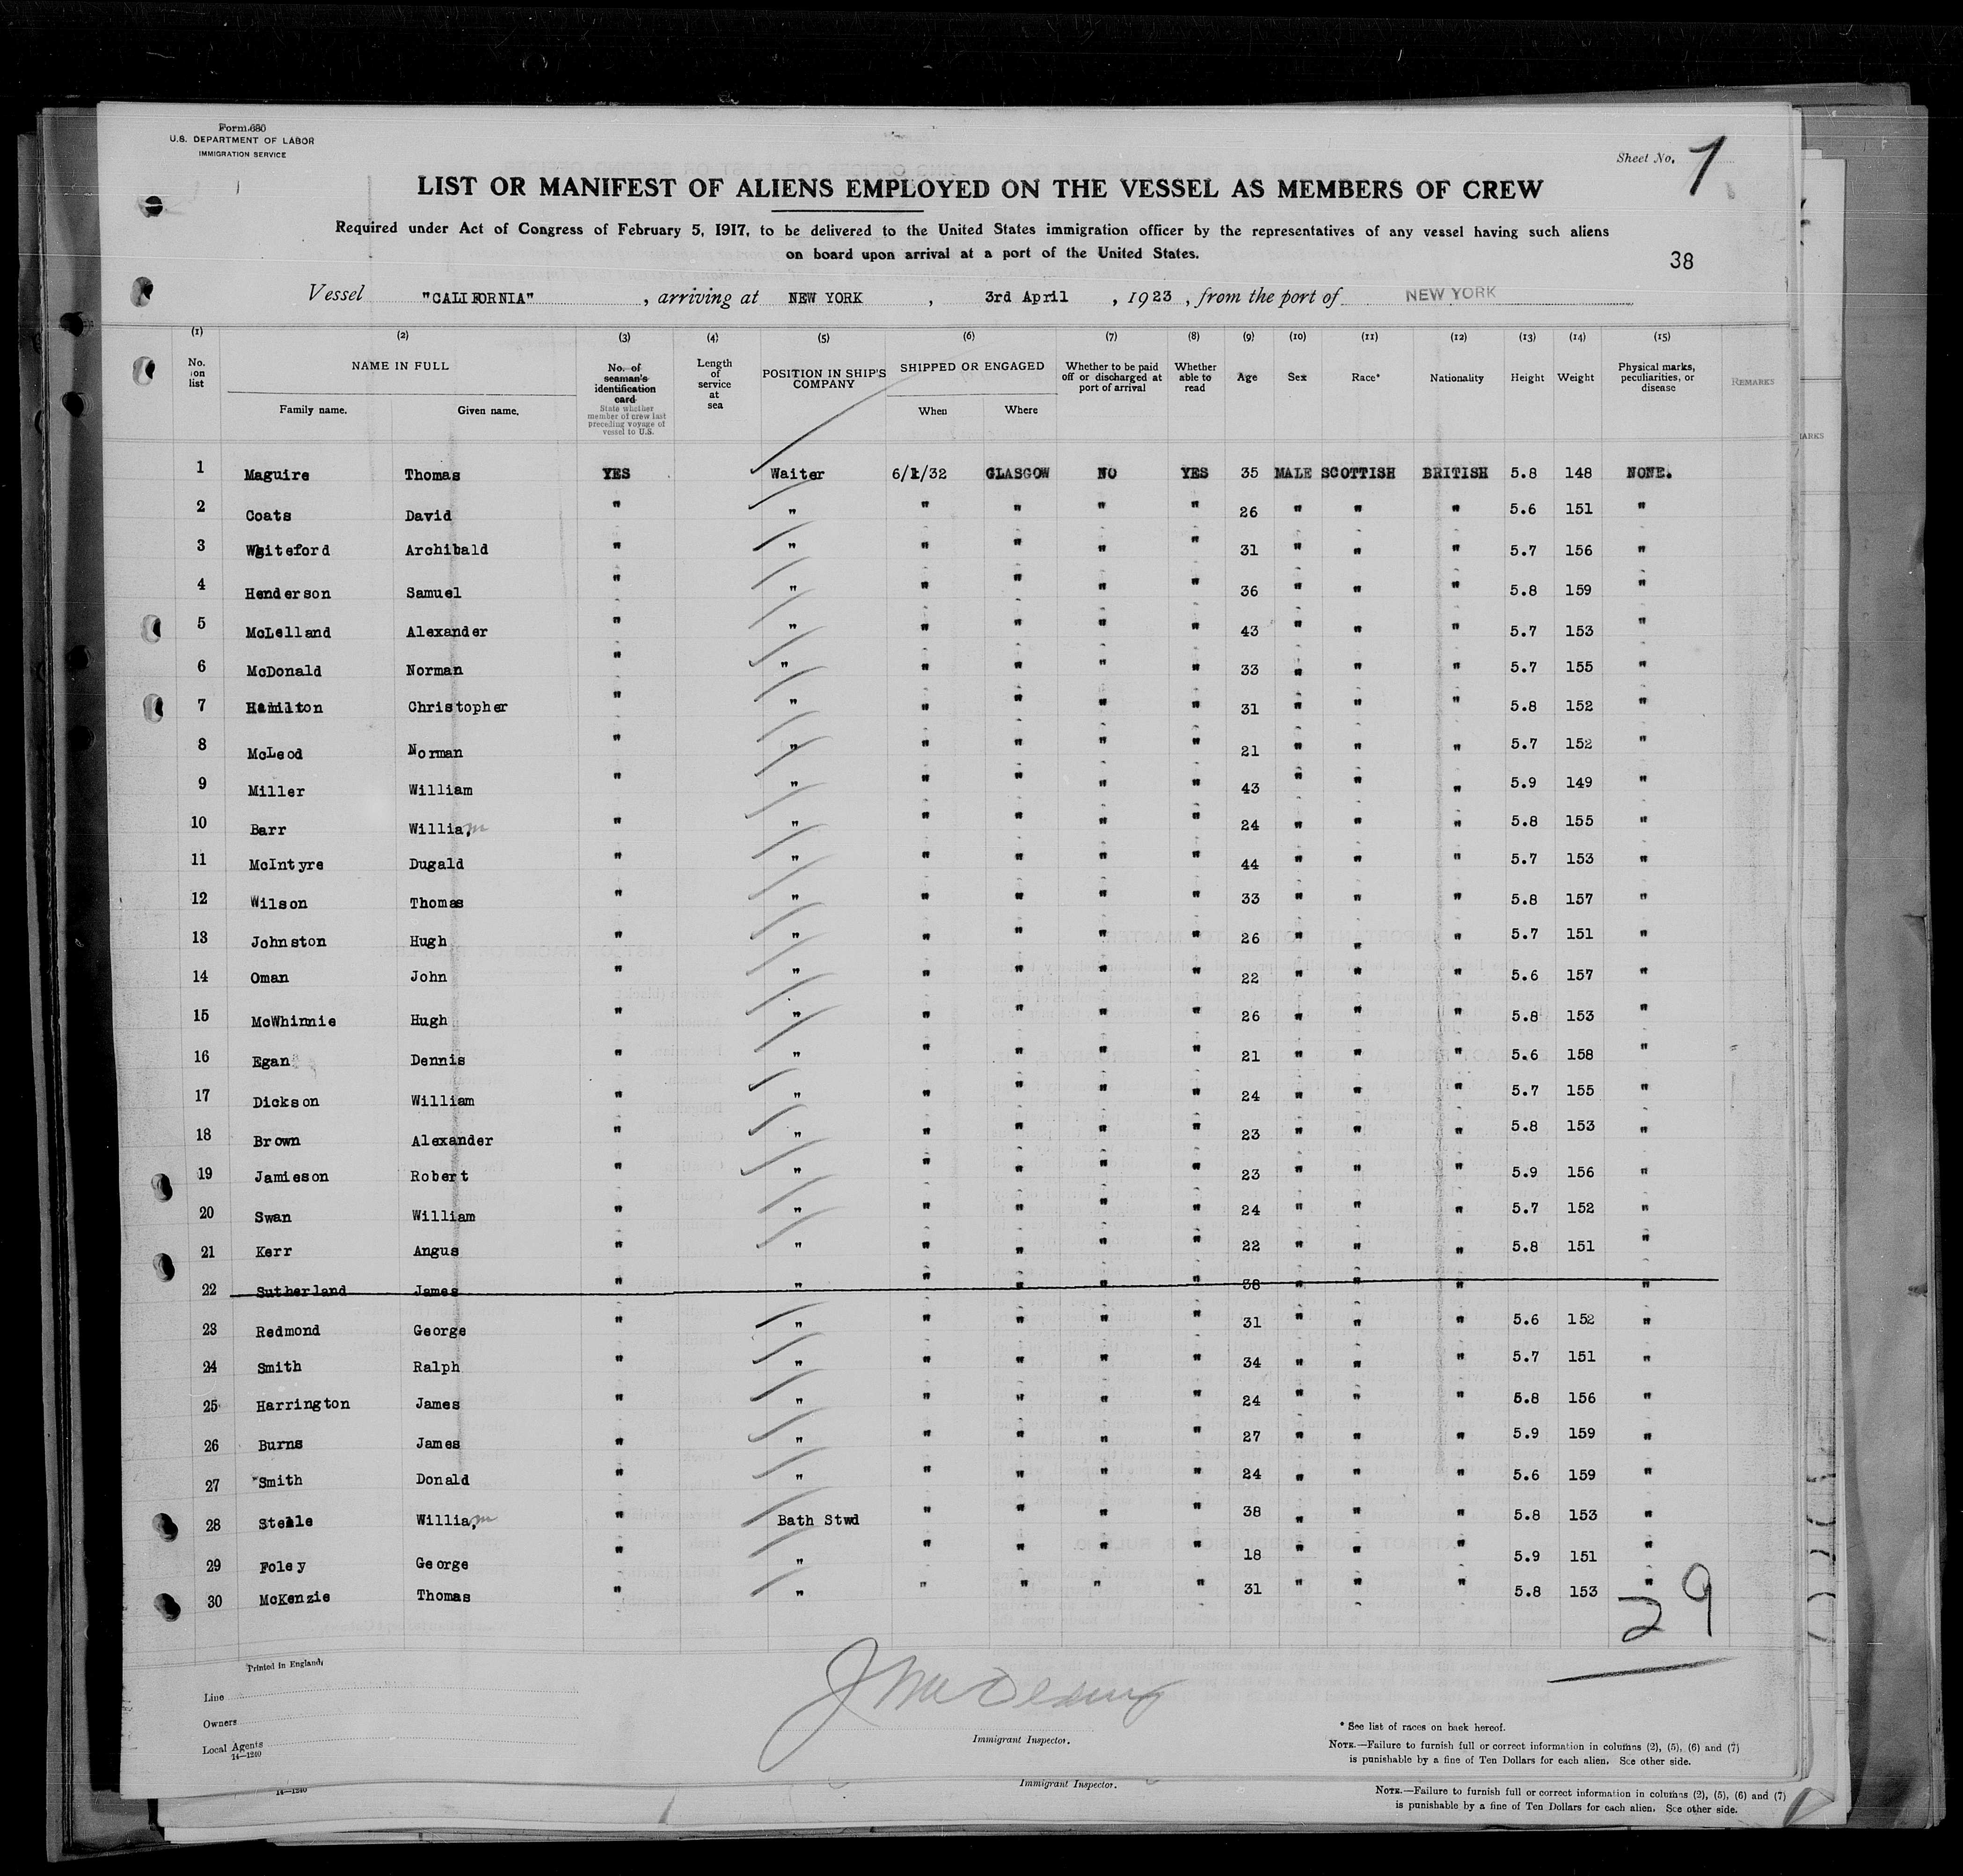 Form 680
U.S. DEPARTMENT OF LABOR
IMMIGRATION SERVICE
Sheet No. 7
LIST OR MANIFEST OF ALIENS EMPLOYED ON THE VESSEL AS MEMBERS OF CREW
Required under Act of Congress of February 5, 1917, to be delivered to the United States immigration officer by the representatives of any vessel having such aliens
on board upon arrival at a port of the United States.
38
Vessel "CALIFORNIA", arriving at NEW YORK, 3rd April, 1923, from the port of NEW YORK
(1) (2) (3) (4) (5) (6) (7) (8) (9) (10) (11) (12) (13) (14) (15)
No. on list NAME IN FULL Family name. Given name. No. of seaman's identification card State whether member of crew last preceding voyage of vessel to U.S. Length of service at sea POSITION IN SHIP'S COMPANY SHIPPED OR ENGAGED When Where Whether to be paid off or discharged at port of arrival Whether able to read Age Sex Race* Nationality Height Weight Physical marks, peculiarities, or disease REMARKS
1 Maguire Thomas YES Waiter 6/1/32 GLASGOW NO YES 35 MALE SCOTTISH BRITISH 5.8 148 NONE.
2 Coats David " " " " " " 26 " " " 5.6 151 "
3 Whiteford Archibald " " " " " " 31 " " " 5.7 156 "
4 Henderson Samuel " " " " " " 36 " " " 5.8 159 "
5 McLelland Alexander " " " " " " 43 " " " 5.7 153 "
6 McDonald Norman " " " " " " 33 " " " 5.7 155 "
7 Hamilton Christopher " " " " " " 31 " " " 5.8 152 "
8 McLeod Norman " " " " " " 21 " " " 5.7 152 "
9 Miller William " " " " " " 43 " " " 5.9 149 "
10 Barr William " " " " " " 24 " " " 5.8 155 "
11 McIntyre Dugald " " " " " " 44 " " " 5.7 153 "
12 Wilson Thomas " " " " " " 33 " " " 5.8 157 "
13 Johnston Hugh " " " " " " 26 " " " 5.7 151 "
14 Oman John " " " " " " 22 " " " 5.6 157 "
15 McWhinnie Hugh " " " " " " 26 " " " 5.8 153 "
16 Egan Dennis " " " " " " 21 " " " 5.6 158 "
17 Dickson William " " " " " " 24 " " " 5.7 155 "
18 Brown Alexander " " " " " " 23 " " " 5.8 153 "
19 Jamieson Robert " " " " " " 23 " " " 5.9 156 "
20 Swan William " " " " " " 24 " " " 5.7 152 "
21 Kerr Angus " " " " " " 22 " " " 5.8 151 "
22 Sutherland James " " " " " " 38 " " " "
23 Redmond George " " " " " " 31 " " " 5.6 152 "
24 Smith Ralph " " " " " " 34 " " " 5.7 151 "
25 Harrington James " " " " " " 24 " " " 5.8 156 "
26 Burns James " " " " " " 27 " " " 5.9 159 "
27 Smith Donald " " " " " " 24 " " " 5.6 159 "
28 Steele William " Bath Stwd " " " " 38 " " " 5.8 153 "
29 Foley George " " " " " " 18 " " " 5.9 151 "
30 McKenzie Thomas " " " " " " 31 " " " 5.8 153 "
29
Printed in England.
Line
Owners
Local Agents
14—1240
Immigrant Inspector.
* See list of races on back hereof.
NOTE.—Failure to furnish full or correct information in columns (2), (5), (6) and (7)
is punishable by a fine of Ten Dollars for each alien. See other side.
14—1240
Immigrant Inspector.
NOTE.—Failure to furnish full or correct information in columns (2), (5), (6) and (7)
is punishable by a fine of Ten Dollars for each alien. See other side.